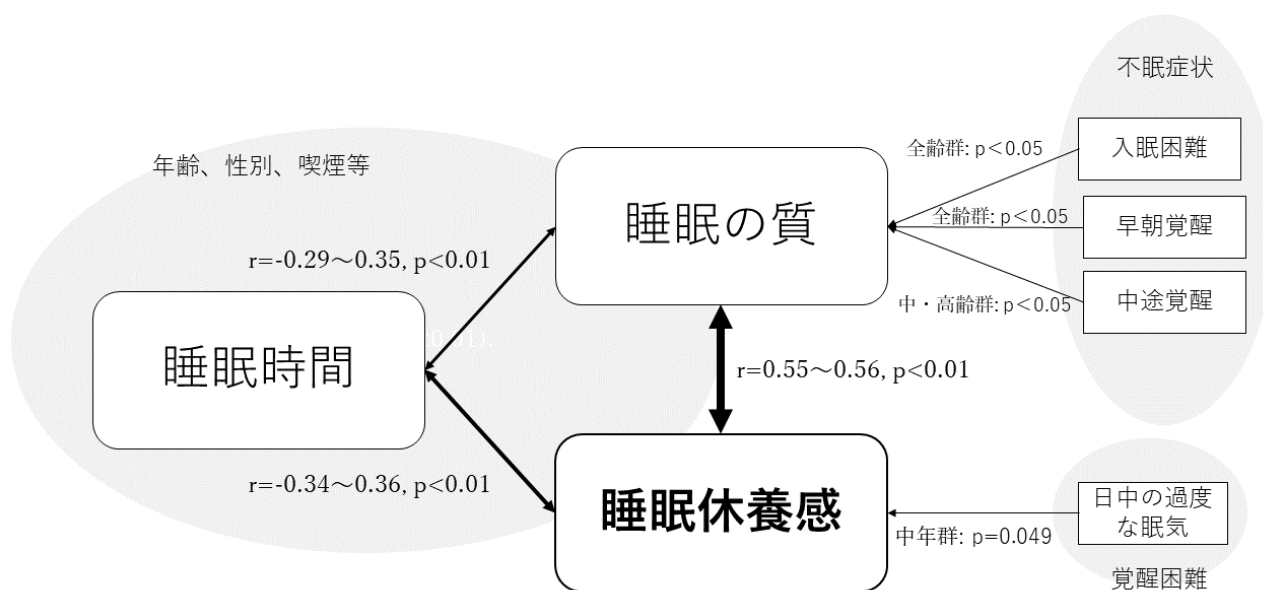 不眠症状
入眠困難
全齢群: p<0.05
年齢、性別、喫煙等
睡眠の質
全齢群: p<0.05
早朝覚醒
r=-0.29～0.35, p<0.01
中途覚醒
中・高齢群: p<0.05
睡眠時間
r=0.55～0.56, p<0.01
r=-0.34～0.36, p<0.01
睡眠休養感
日中の過度
な眠気
中年群: p=0.049
覚醒困難